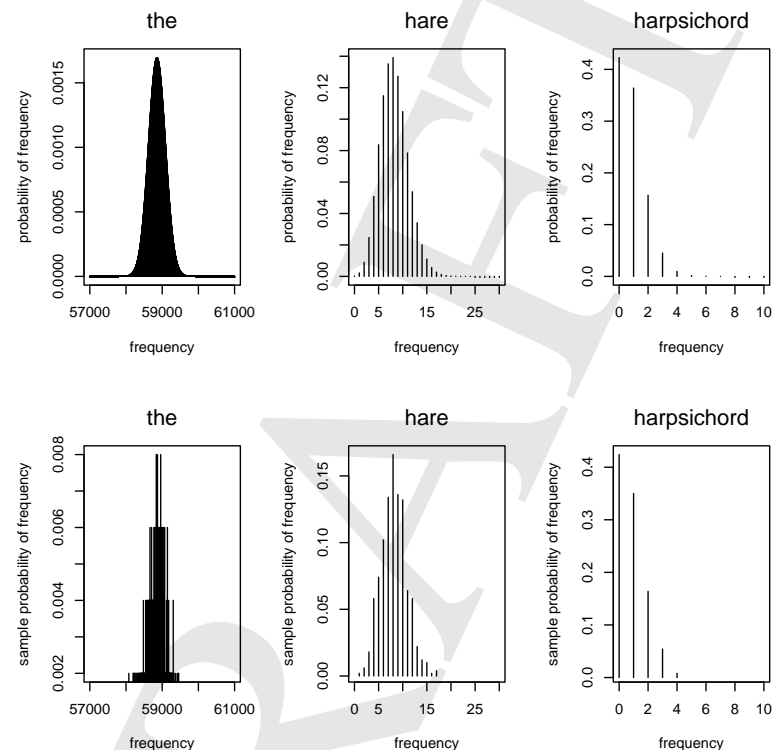 the
hare
harpsichord
probability of frequency
0.0000 0.0005 0.0010 0.0015
57000 59000 61000
frequency
probability of frequency
0.00 0.04 0.08 0.12
0 5 15 25
frequency
probability of frequency
0.0 0.1 0.2 0.3 0.4
0 2 4 6 8 10
frequency
the
hare
harpsichord
sample probability of frequency
0.002 0.004 0.006 0.008
57000 59000 61000
frequency
sample probability of frequency
0.00 0.05 0.10 0.15
0 5 15 25
frequency
sample probability of frequency
0.0 0.1 0.2 0.3 0.4
0 2 4 6 8 10
frequency